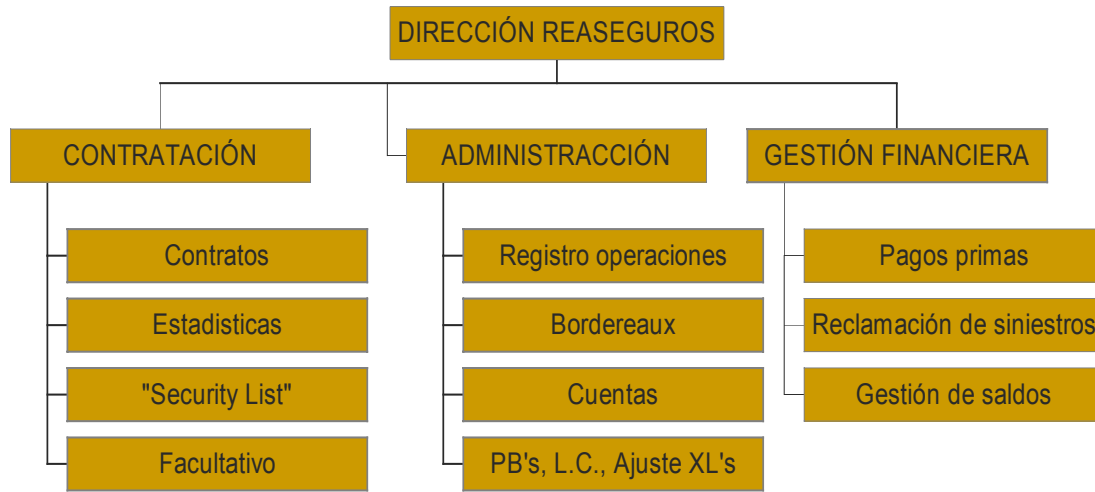 DIRECCIÓN REASEGUROS
CONTRATACIÓN
ADMINISTRACCIÓN
GESTIÓN FINANCIERA
Contratos
Registro operaciones
Pagos primas
Estadisticas
Bordereaux
Reclamación de siniestros
"Security List"
Cuentas
Gestión de saldos
Facultativo
PB's, L.C., Ajuste XL's